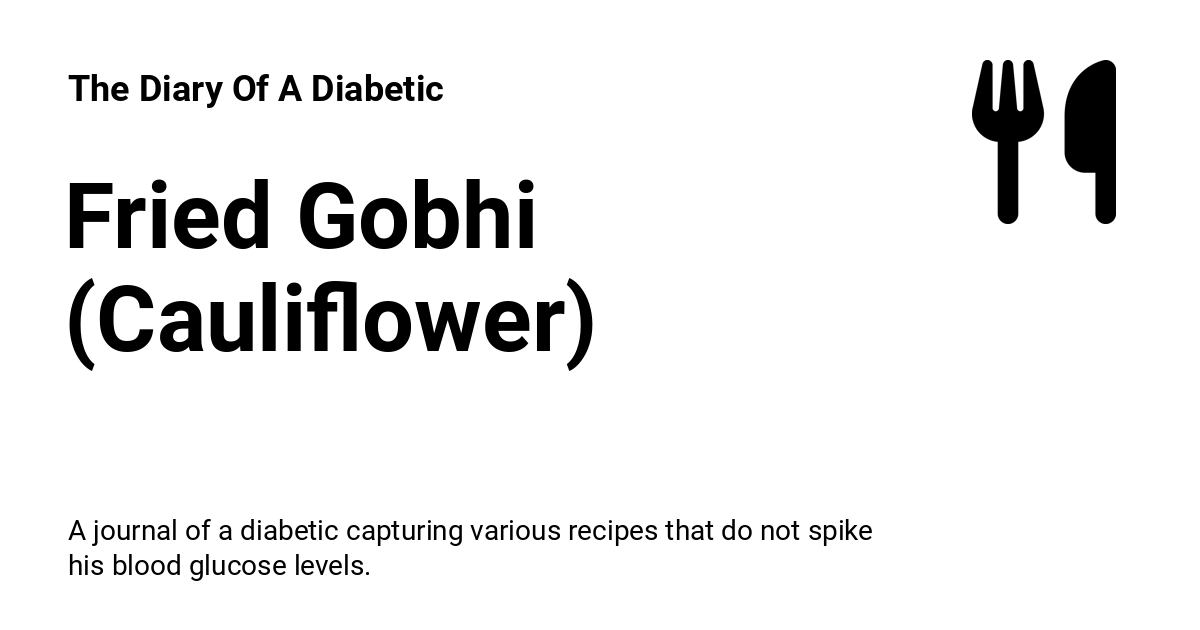 The Diary Of A Diabetic
Fried Gobhi
(Cauliflower)
A journal of a diabetic capturing various recipes that do not spike
his blood glucose levels.